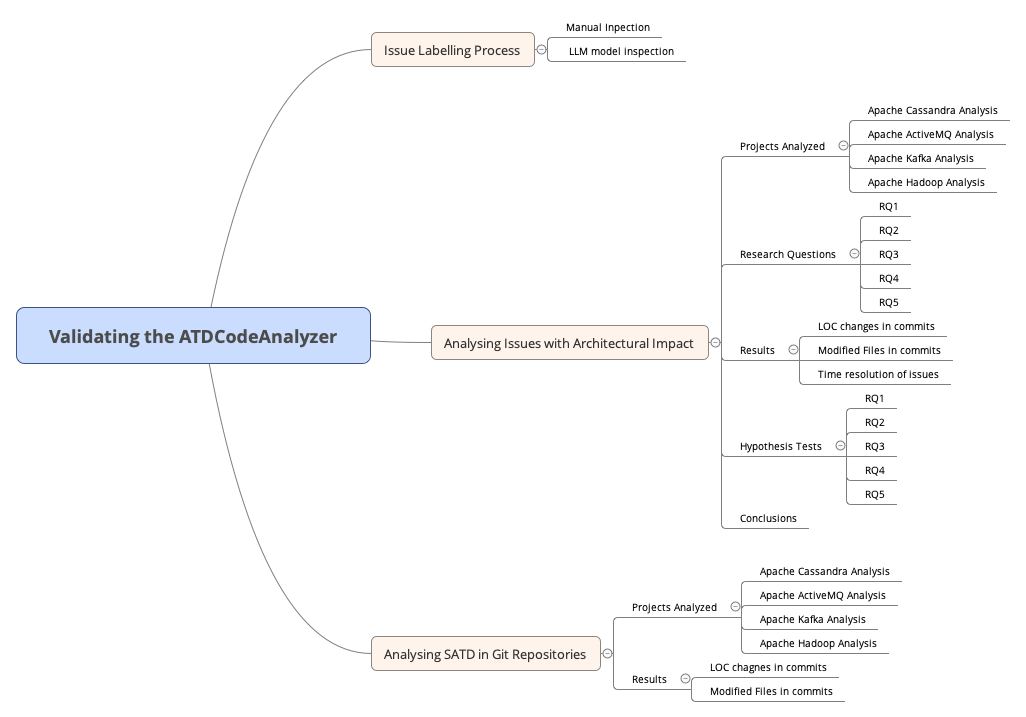 Validating the ATDCodeAnalyzer
Issue Labelling Process
Manual Inpection
LLM model inspection
Analysing Issues with Architectural Impact
Projects Analyzed
Apache Cassandra Analysis
Apache ActiveMQ Analysis
Apache Kafka Analysis
Apache Hadoop Analysis
Research Questions
RQ1
RQ2
RQ3
RQ4
RQ5
Results
LOC changes in commits
Modified Files in commits
Time resolution of issues
Hypothesis Tests
RQ1
RQ2
RQ3
RQ4
RQ5
Conclusions
Analysing SATD in Git Repositories
Projects Analyzed
Apache Cassandra Analysis
Apache ActiveMQ Analysis
Apache Kafka Analysis
Apache Hadoop Analysis
Results
LOC chagnes in commits
Modified Files in commits